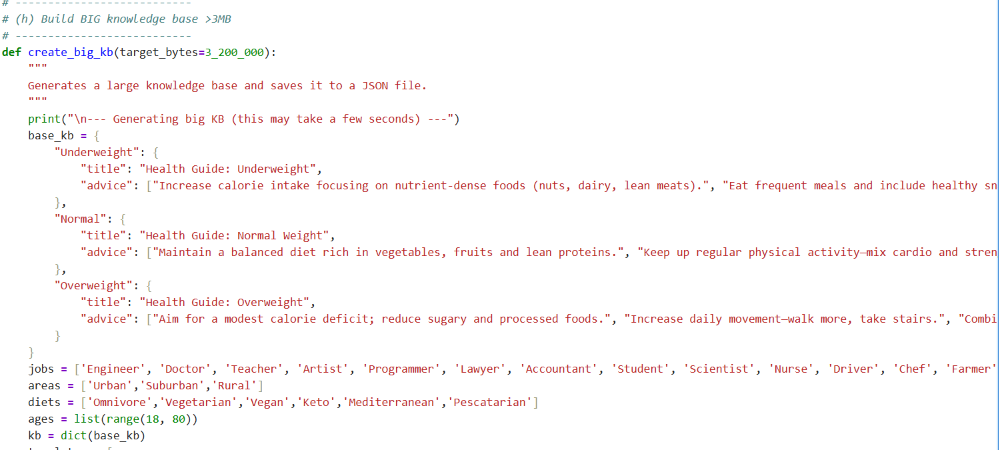 # ---------------------------
# (h) Build BIG knowledge base >3MB
# ---------------------------
def create_big_kb(target_bytes=3_200_000):
    """
    Generates a large knowledge base and saves it to a JSON file.
    """
    print("\n--- Generating big KB (this may take a few seconds) ---")
    base_kb = {
        "Underweight": {
            "title": "Health Guide: Underweight",
            "advice": ["Increase calorie intake focusing on nutrient-dense foods (nuts, dairy, lean meats).", "Eat frequent meals and include healthy sn
        },
        "Normal": {
            "title": "Health Guide: Normal Weight",
            "advice": ["Maintain a balanced diet rich in vegetables, fruits and lean proteins.", "Keep up regular physical activity—mix cardio and stren
        },
        "Overweight": {
            "title": "Health Guide: Overweight",
            "advice": ["Aim for a modest calorie deficit; reduce sugary and processed foods.", "Increase daily movement—walk more, take stairs.", "Combi
        }
    }
    jobs = ['Engineer', 'Doctor', 'Teacher', 'Artist', 'Programmer', 'Lawyer', 'Accountant', 'Student', 'Scientist', 'Nurse', 'Driver', 'Chef', 'Farmer'
    areas = ['Urban','Suburban','Rural']
    diets = ['Omnivore','Vegetarian','Vegan','Keto','Mediterranean','Pescatarian']
    ages = list(range(18, 80))
    kb = dict(base_kb)